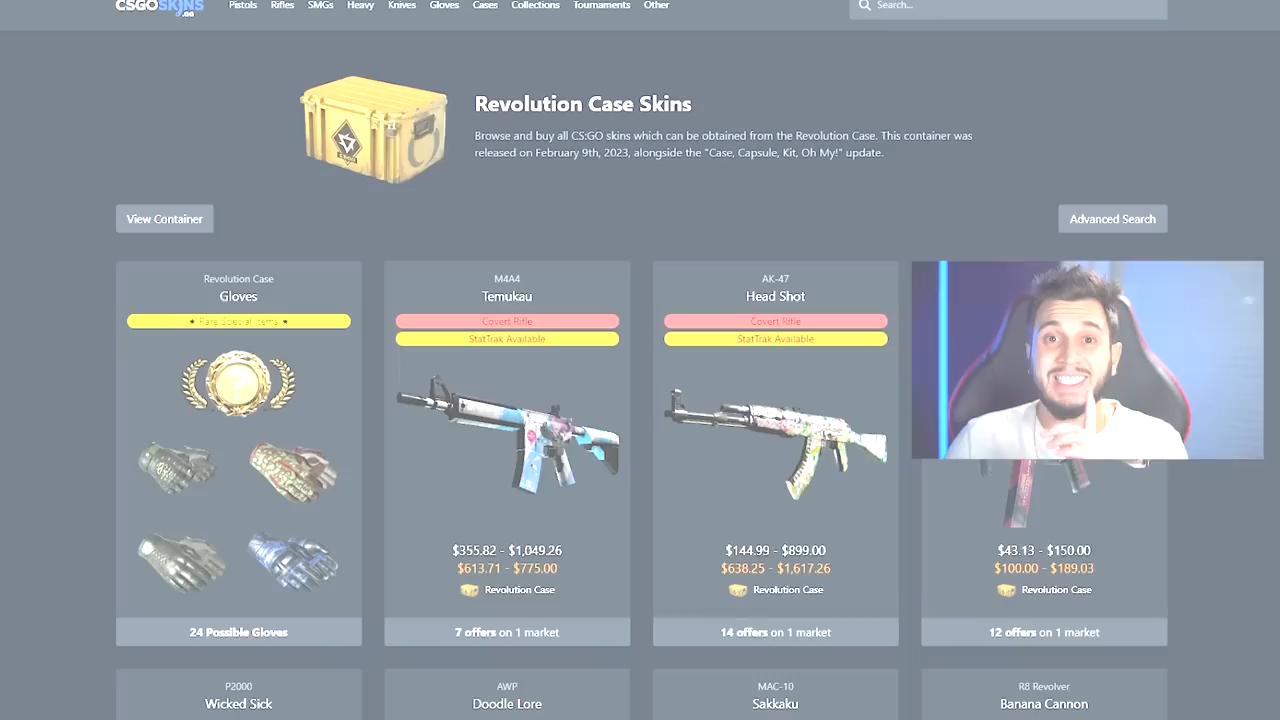 CSGOSKINS
.GG
Pistols Rifles SMGs Heavy Knives Gloves Cases Collections Tournaments Other
Search...
Revolution Case Skins
Browse and buy all CS:GO skins which can be obtained from the Revolution Case. This container was
released on February 9th, 2023, alongside the "Case, Capsule, Kit, Oh My!" update.
View Container
Advanced Search
Revolution Case
Gloves
★ Rare Special Items ★
24 Possible Gloves
M4A4
Temukau
Covert Rifle
StatTrak Available
$355.82 - $1,049.26
$613.71 - $775.00
Revolution Case
7 offers on 1 market
AK-47
Head Shot
Covert Rifle
StatTrak Available
$144.99 - $899.00
$638.25 - $1,617.26
Revolution Case
14 offers on 1 market
$43.13 - $150.00
$100.00 - $189.03
Revolution Case
12 offers on 1 market
P2000
Wicked Sick
AWP
Doodle Lore
MAC-10
Sakkaku
R8 Revolver
Banana Cannon